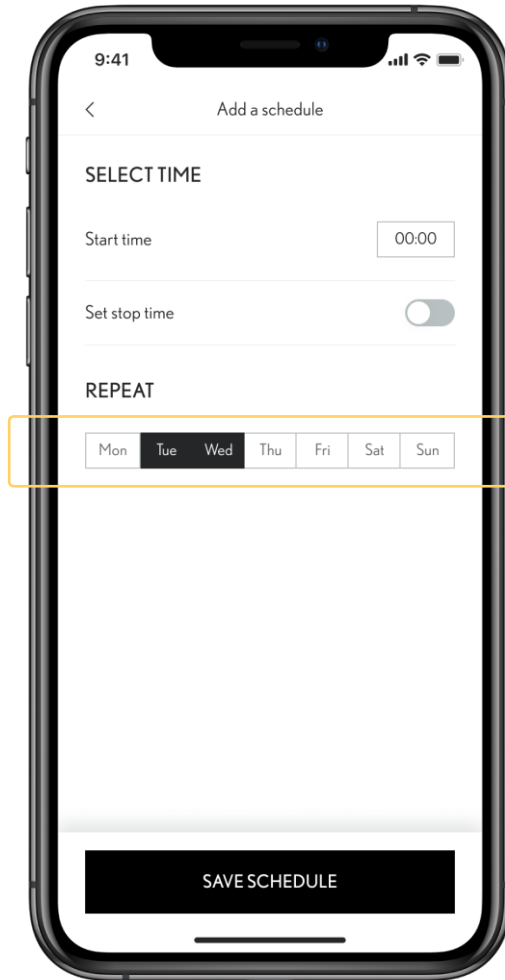 9:41
Add a schedule
SELECT TIME
Start time 00:00
Set stop time
REPEAT
Mon Tue Wed Thu Fri Sat Sun
SAVE SCHEDULE